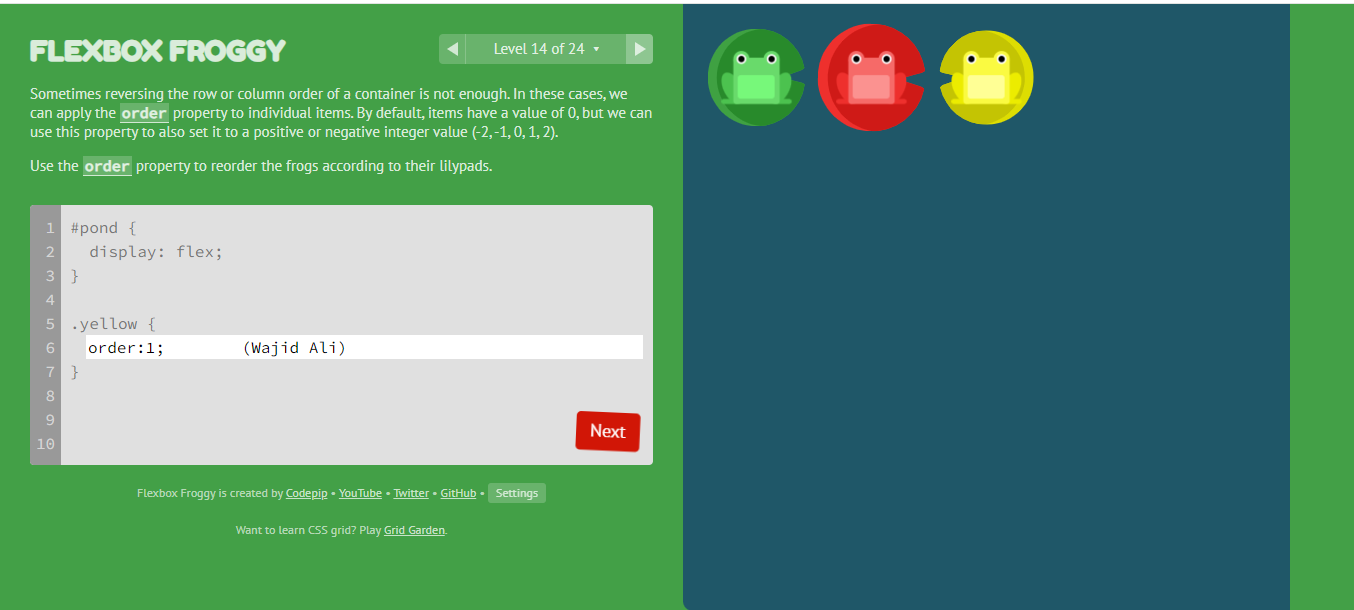 FLEXBOX FROGGY
Level 14 of 24
Sometimes reversing the row or column order of a container is not enough. In these cases, we
can apply the order property to individual items. By default, items have a value of 0, but we can
use this property to also set it to a positive or negative integer value (-2, -1, 0, 1, 2).
Use the order property to reorder the frogs according to their lilypads.
1 #pond {
2 display: flex;
3 }
4
5 .yellow {
6 order:1; (Wajid Ali)
7 }
8
9
10
Next
Flexbox Froggy is created by Codepip • YouTube • Twitter • GitHub • Settings
Want to learn CSS grid? Play Grid Garden.